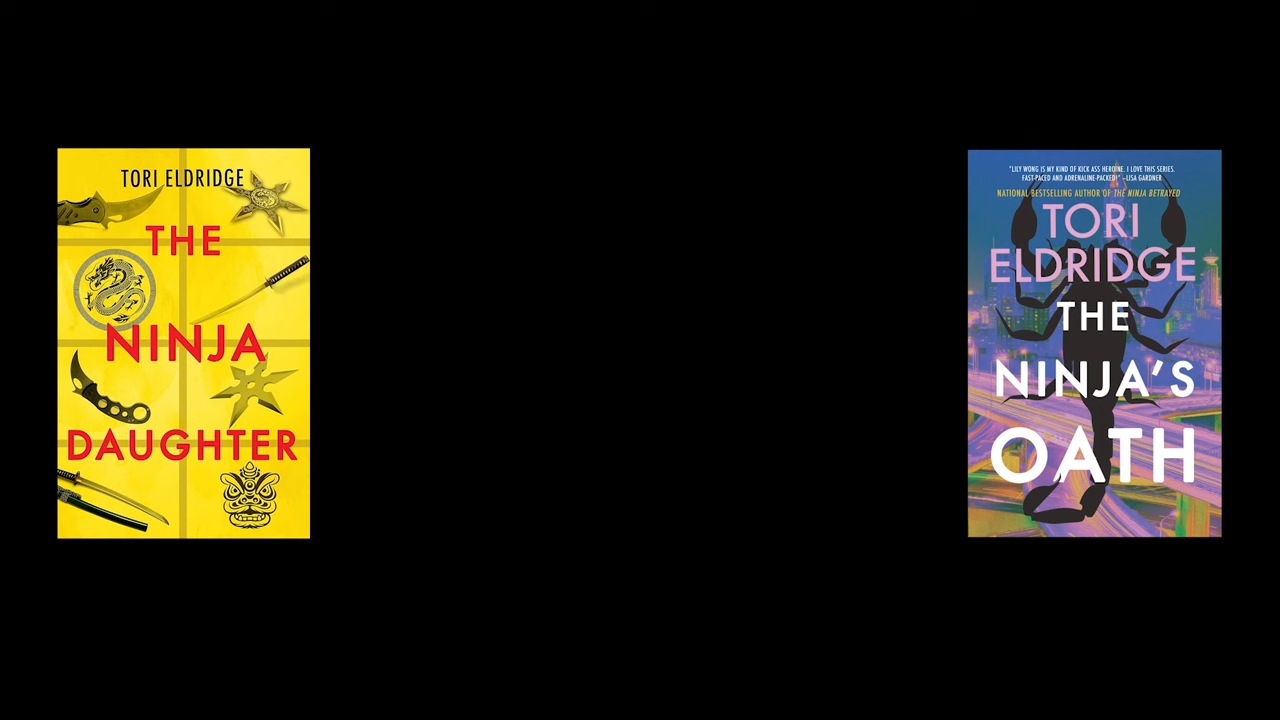 TORI ELDRIDGE
THE
NINJA
DAUGHTER
"LILY WONG IS MY KIND OF KICK ASS HEROINE. I LOVE THIS SERIES.
FAST-PACED AND ADRENALINE-PACKED!" —LISA GARDNER
NATIONAL BESTSELLING AUTHOR OF THE NINJA BETRAYED
TORI
ELDRIDGE
THE
NINJA'S
OATH